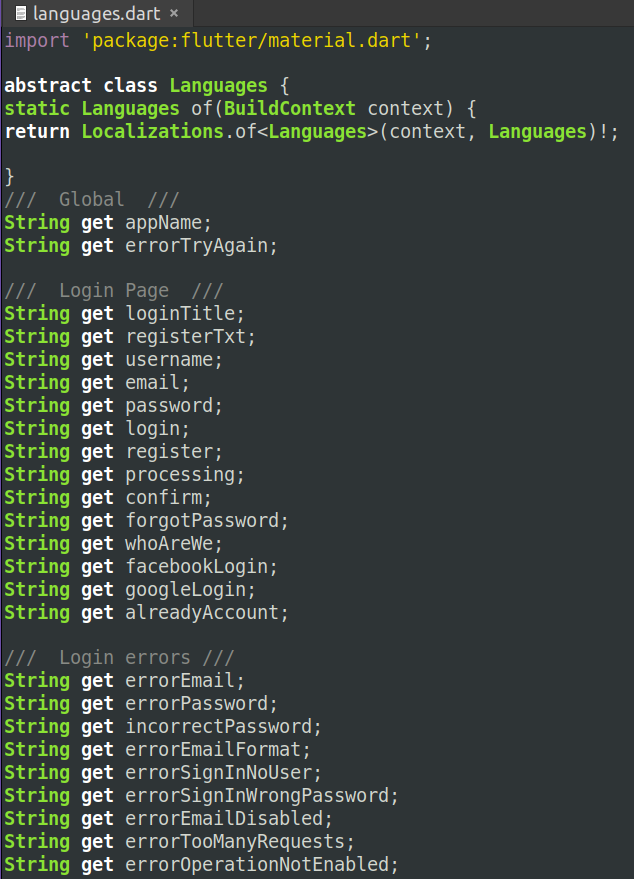 languages.dart ×
import 'package:flutter/material.dart';
abstract class Languages {
static Languages of(BuildContext context) {
return Localizations.of<Languages>(context, Languages)!;
}
///  Global  ///
String get appName;
String get errorTryAgain;
///  Login Page  ///
String get loginTitle;
String get registerTxt;
String get username;
String get email;
String get password;
String get login;
String get register;
String get processing;
String get confirm;
String get forgotPassword;
String get whoAreWe;
String get facebookLogin;
String get googleLogin;
String get alreadyAccount;
///  Login errors ///
String get errorEmail;
String get errorPassword;
String get incorrectPassword;
String get errorEmailFormat;
String get errorSignInNoUser;
String get errorSignInWrongPassword;
String get errorEmailDisabled;
String get errorTooManyRequests;
String get errorOperationNotEnabled;